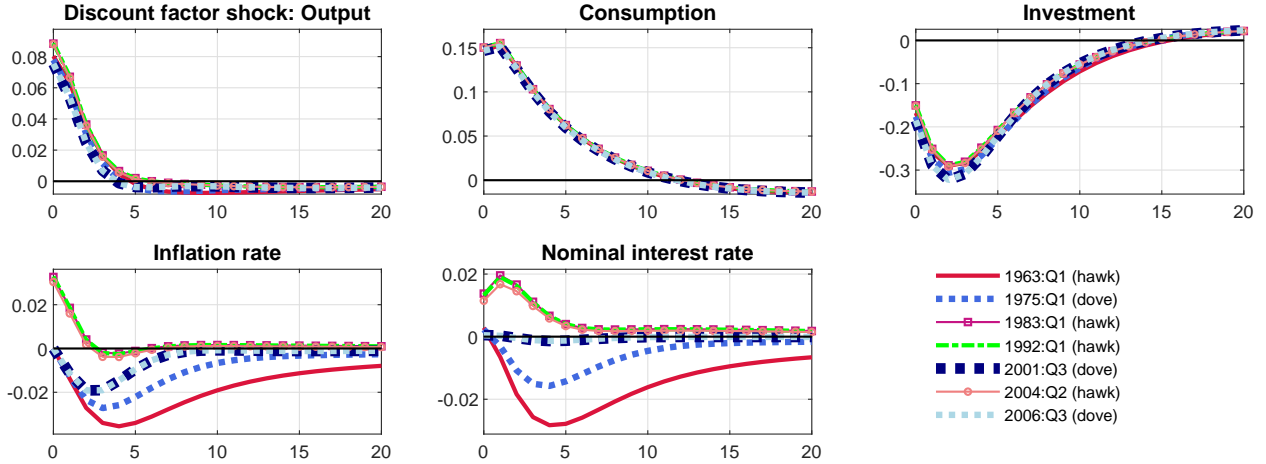 Discount factor shock: Output
0.08
0.06
0.04
0.02
0
0 5 10 15 20
Consumption
0.15
0.1
0.05
0
0 5 10 15 20
Investment
0
-0.1
-0.2
-0.3
0 5 10 15 20
Inflation rate
0.02
0
-0.02
0 5 10 15 20
Nominal interest rate
0.02
0
-0.02
0 5 10 15 20
1963:Q1 (hawk)
1975:Q1 (dove)
1983:Q1 (hawk)
1992:Q1 (hawk)
2001:Q3 (dove)
2004:Q2 (hawk)
2006:Q3 (dove)